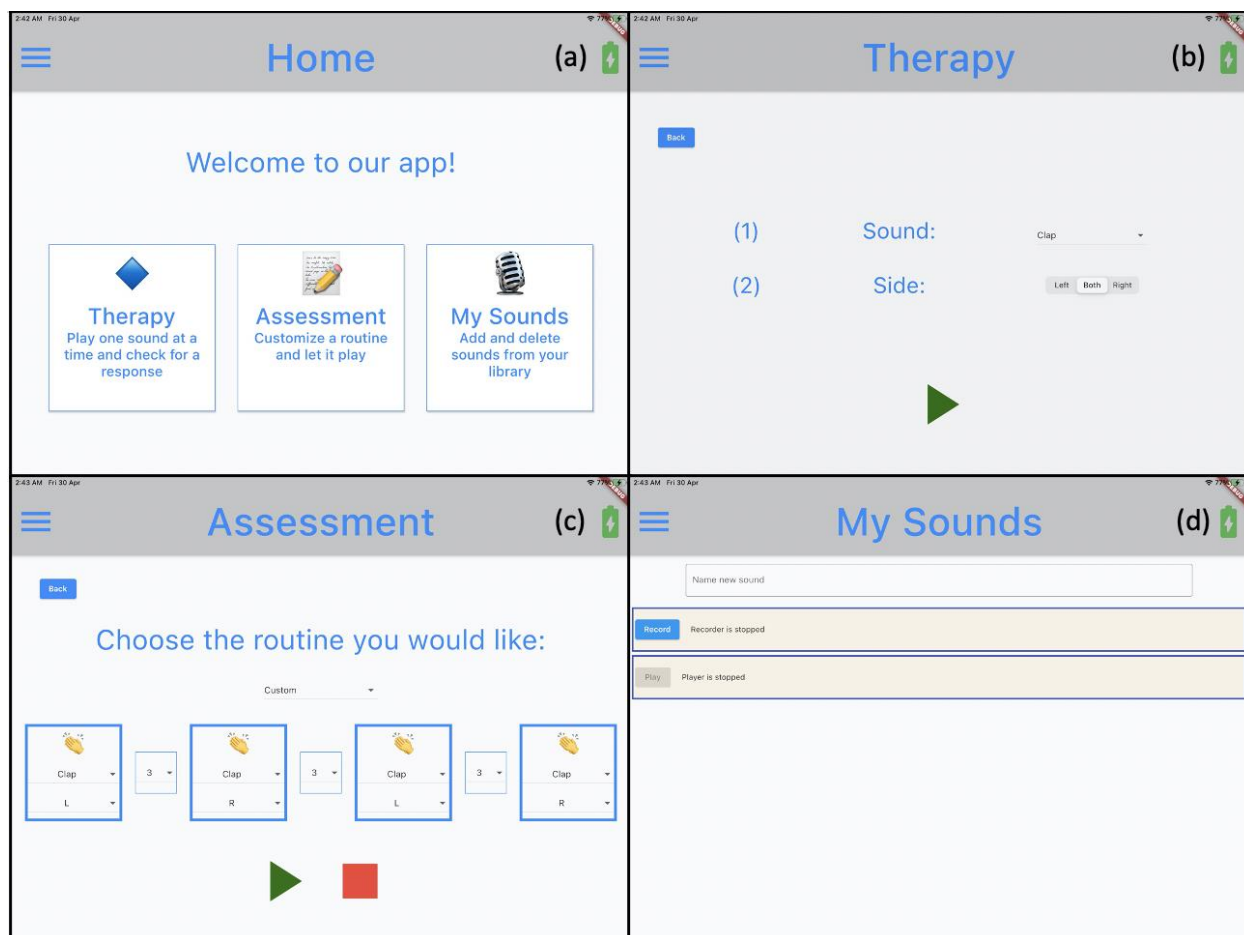 2:42 AM Fri 30 Apr
77%
Home
(a)
Welcome to our app!
Therapy
Play one sound at a
time and check for a
response
Assessment
Customize a routine
and let it play
My Sounds
Add and delete
sounds from your
library
2:42 AM Fri 30 Apr
Therapy
(b)
Back
(1) Sound: Clap
(2) Side: Left Both Right
2:43 AM Fri 30 Apr
Assessment
(c)
Back
Choose the routine you would like:
Custom
Clap 3 Clap 3 Clap 3 Clap
L R L R
2:43 AM Fri 30 Apr
My Sounds
(d)
Name new sound
Record Recorder is stopped
Play Player is stopped